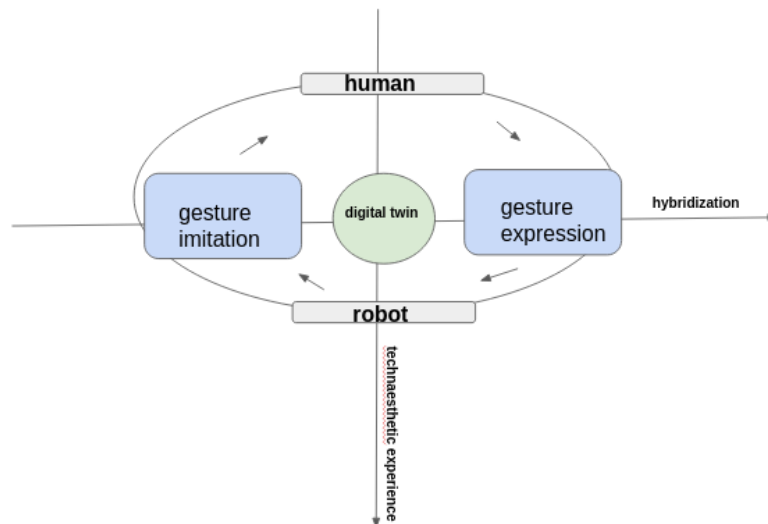 human
gesture
imitation
digital twin
gesture
expression
hybridization
robot
technaesthetic experience